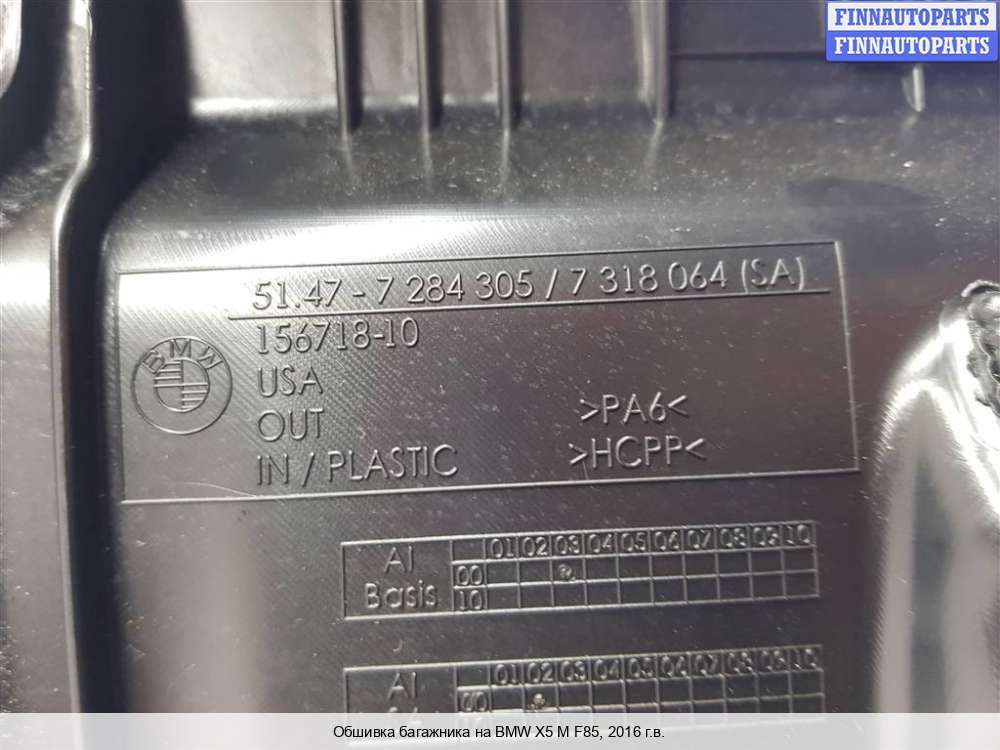 FINNAUTOPARTS
FINNAUTOPARTS
51.47 - 7 284 305 / 7 318 064 (SA)
156718-10
BMW
USA
OUT >PA6<
IN / PLASTIC >HCPP<
AI 01 02 03 04 05 06 07 08 09 10
Basis 00
10
AI 01 02 03 04 05 06 07 08 09 10
00
Обшивка багажника на BMW X5 M F85, 2016 г.в.